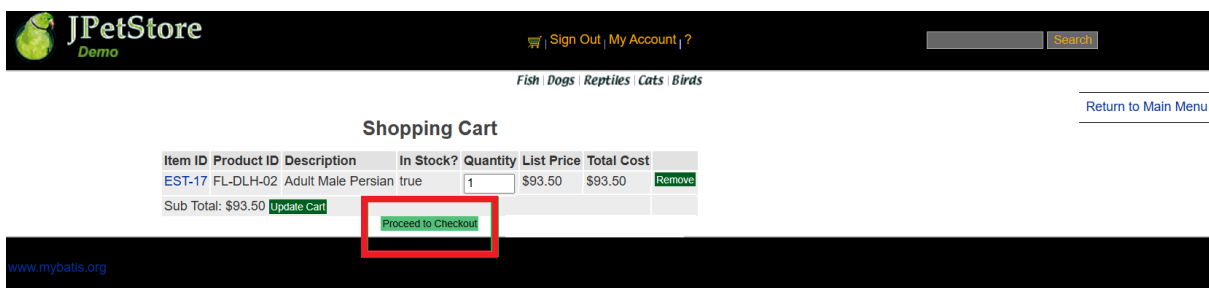 JPetStore
Demo
Sign Out | My Account | ?
Search
Fish | Dogs | Reptiles | Cats | Birds
Return to Main Menu
Shopping Cart
Item ID Product ID Description In Stock? Quantity List Price Total Cost
EST-17 FL-DLH-02 Adult Male Persian true 1 $93.50 $93.50 Remove
Sub Total: $93.50 Update Cart
Proceed to Checkout
www.mybatis.org